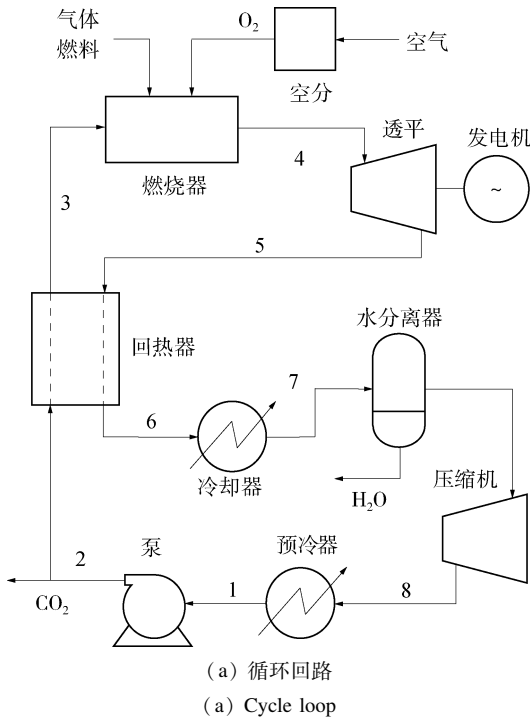 气体
燃料
O₂
空气
空分
燃烧器
4
透平
发电机
~
3
5
回热器
水分离器
7
6
冷却器
H₂O
压缩机
2
泵
预冷器
1
8
CO₂
（a）循环回路
（a）Cycle loop